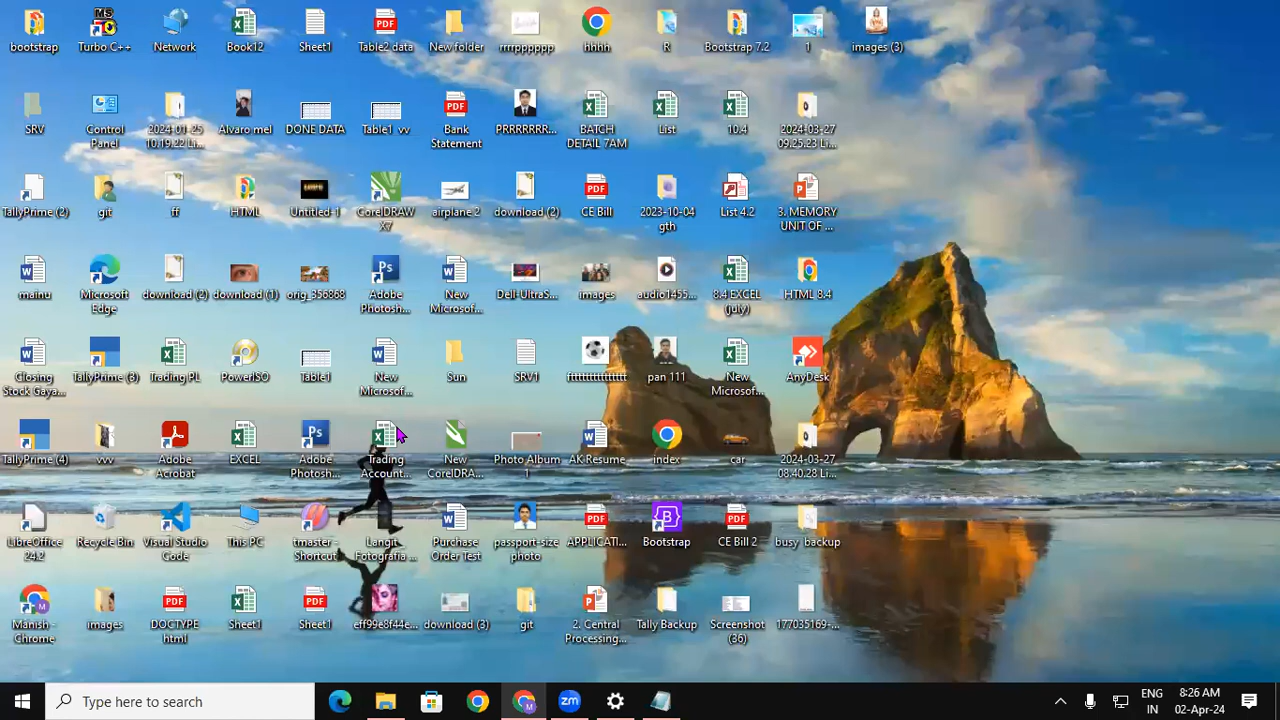 bootstrap
Turbo C++
Network
Book12
Sheet1
Table2 data
New folder
rrrrpppppp
hhhh
R
Bootstrap 7.2
1
images (3)
SRV
Control
Panel
2024-01-25
10.19.22 Li...
Alvaro mel
DONE DATA
Table1 vv
Bank
Statement
PRRRRRRR...
BATCH
DETAIL 7AM
List
10.4
2024-03-27
09.25.23 Li...
TallyPrime (2)
git
ff
HTML
Untitled-1
CorelDRAW
X7
airplane 2
download (2)
CE Bill
2023-10-04
gth
List 4.2
3. MEMORY
UNIT OF ...
mainu
Microsoft
Edge
download (2)
download (1)
orig_356868
Adobe
Photosh...
New
Microsof...
Dell-UltraS...
images
audio1455...
8.4 EXCEL
(july)
HTML 8.4
Closing
Stock Gaya...
TallyPrime (3)
Trading PL
PowerISO
Table1
New
Microsof...
Sun
SRV1
pan 111
New
Microsof...
AnyDesk
TallyPrime (4)
vvv
Adobe
Acrobat
EXCEL
Adobe
Photosh...
Trading
Account...
New
CorelDRA...
Photo Album
1
AK Resume
index
car
2024-03-27
08.40.28 Li...
LibreOffice
24.2
Recycle Bin
Visual Studio
Code
This PC
tmaster -
Shortcut
Langit-
Fotografia ...
Purchase
Order Test
passport-size
photo
APPLICATI...
Bootstrap
CE Bill 2
busy_backup
Manish -
Chrome
images
DOCTYPE
html
Sheet1
Sheet1
eff99e8f44e...
download (3)
git
2. Central
Processing...
Tally Backup
Screenshot
(36)
177035169-...
Type here to search
zm
ENG
IN
8:26 AM
02-Apr-24